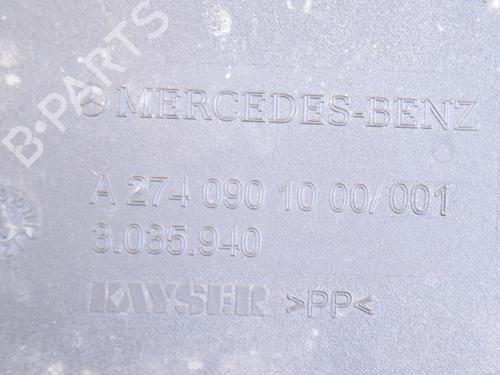 B-PARTS
MERCEDES-BENZ
A 274 090 10 00/001
3.035.940
KAYSER >PP<